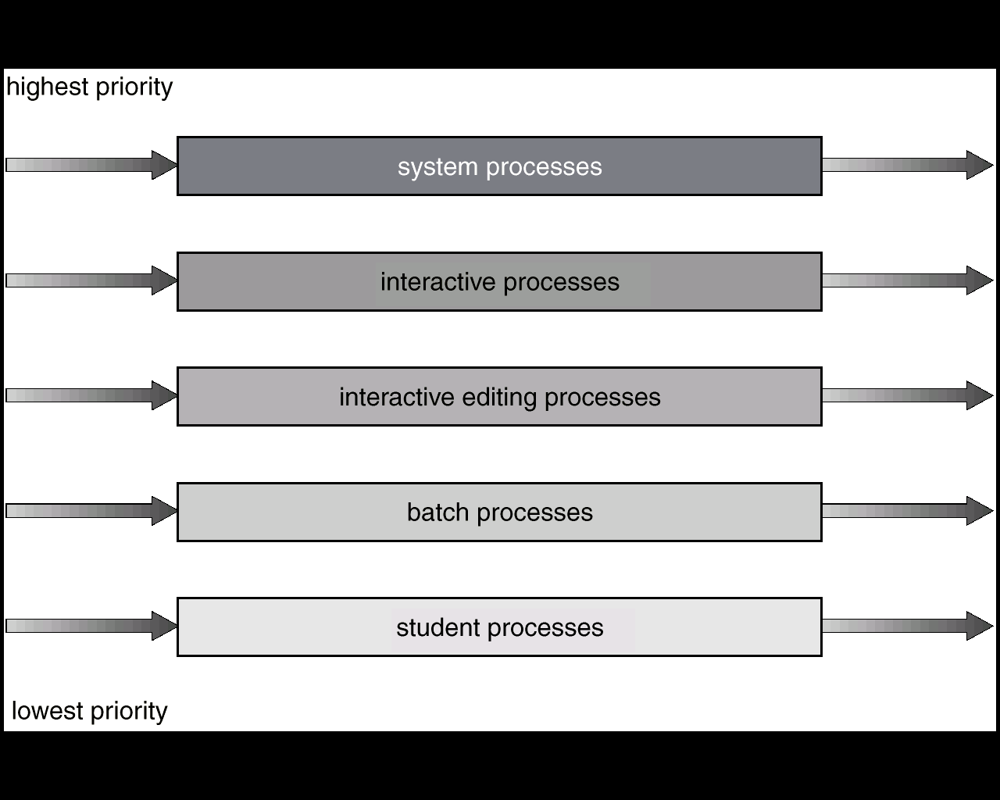 highest priority
system processes
interactive processes
interactive editing processes
batch processes
student processes
lowest priority